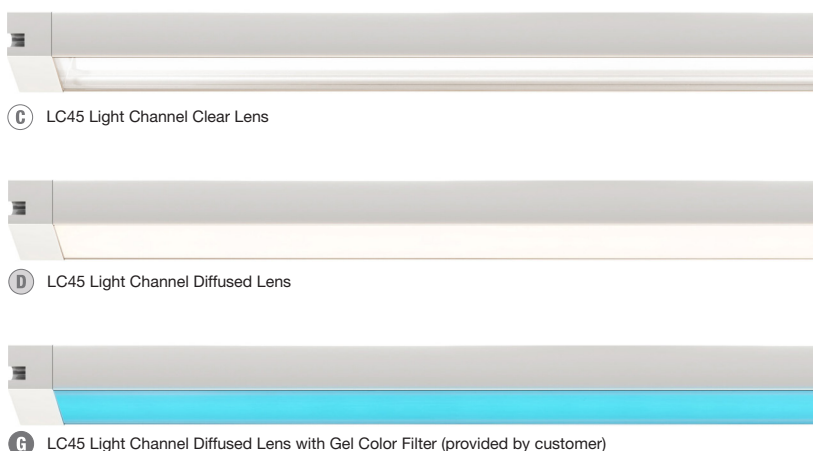 C LC45 Light Channel Clear Lens
D LC45 Light Channel Diffused Lens
G LC45 Light Channel Diffused Lens with Gel Color Filter (provided by customer)